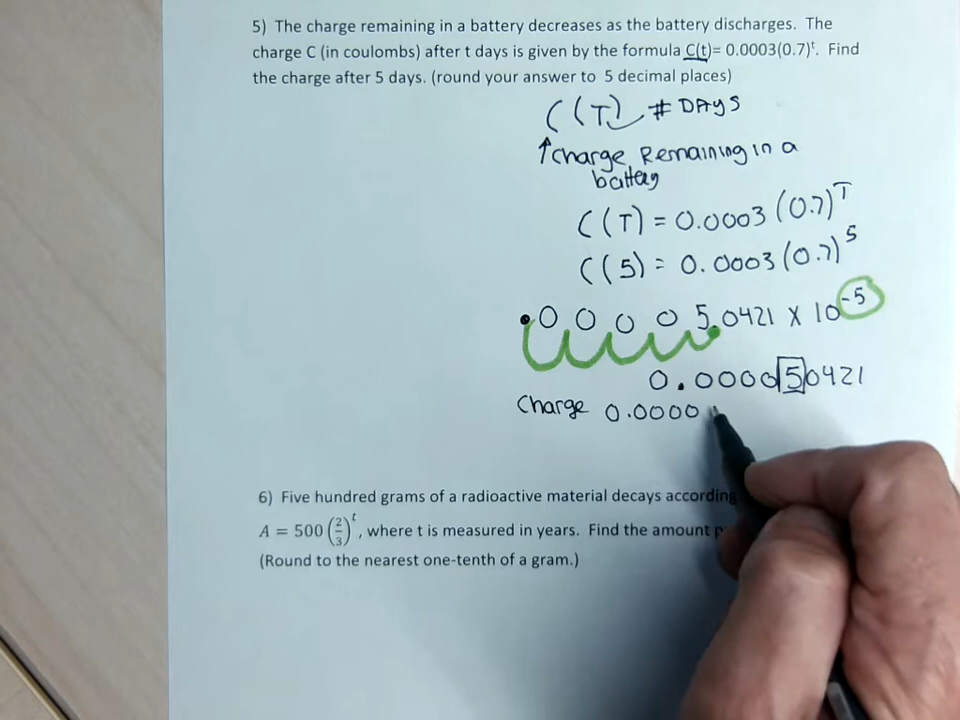 5) The charge remaining in a battery decreases as the battery discharges. The
charge C (in coulombs) after t days is given by the formula C(t)= 0.0003(0.7)ᵗ. Find
the charge after 5 days. (round your answer to 5 decimal places)
C(T) # DAYS
↑ charge Remaining in a
battery
C(T) = 0.0003(0.7)ᵀ
C(5) = 0.0003(0.7)⁵
.0 0 0 0 5.0421 X 10⁻⁵
0.000050421
Charge 0.0000
6) Five hundred grams of a radioactive material decays according
A = 500(2/3)ᵗ, where t is measured in years. Find the amount
(Round to the nearest one-tenth of a gram.)